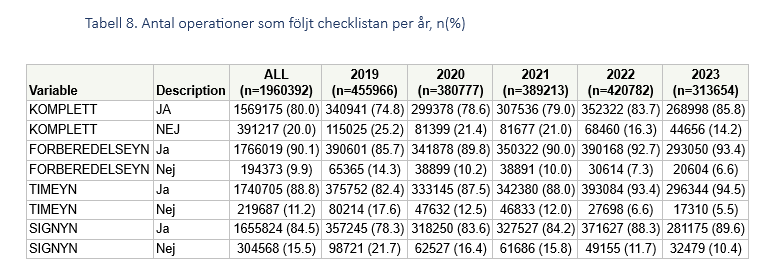 Tabell 8. Antal operationer som följt checklistan per år, n(%)
ALL 2019 2020 2021 2022 2023
Variable Description (n=1960392) (n=455966) (n=380777) (n=389213) (n=420782) (n=313654)
KOMPLETT JA 1569175 (80.0) 340941 (74.8) 299378 (78.6) 307536 (79.0) 352322 (83.7) 268998 (85.8)
KOMPLETT NEJ 391217 (20.0) 115025 (25.2) 81399 (21.4) 81677 (21.0) 68460 (16.3) 44656 (14.2)
FORBEREDELSEYN Ja 1766019 (90.1) 390601 (85.7) 341878 (89.8) 350322 (90.0) 390168 (92.7) 293050 (93.4)
FORBEREDELSEYN Nej 194373 (9.9) 65365 (14.3) 38899 (10.2) 38891 (10.0) 30614 (7.3) 20604 (6.6)
TIMEYN Ja 1740705 (88.8) 375752 (82.4) 333145 (87.5) 342380 (88.0) 393084 (93.4) 296344 (94.5)
TIMEYN Nej 219687 (11.2) 80214 (17.6) 47632 (12.5) 46833 (12.0) 27698 (6.6) 17310 (5.5)
SIGNYN Ja 1655824 (84.5) 357245 (78.3) 318250 (83.6) 327527 (84.2) 371627 (88.3) 281175 (89.6)
SIGNYN Nej 304568 (15.5) 98721 (21.7) 62527 (16.4) 61686 (15.8) 49155 (11.7) 32479 (10.4)